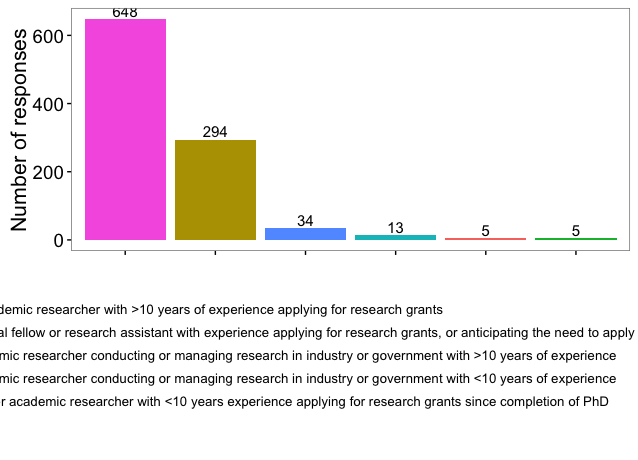 648
600
400
200
0
Number of responses
294
34
13
5
5
researcher with >10 years of experience applying for research grants
fellow or research assistant with experience applying for research grants, or anticipating the need to apply
researcher conducting or managing research in industry or government with >10 years of experience
researcher conducting or managing research in industry or government with <10 years of experience
academic researcher with <10 years experience applying for research grants since completion of PhD